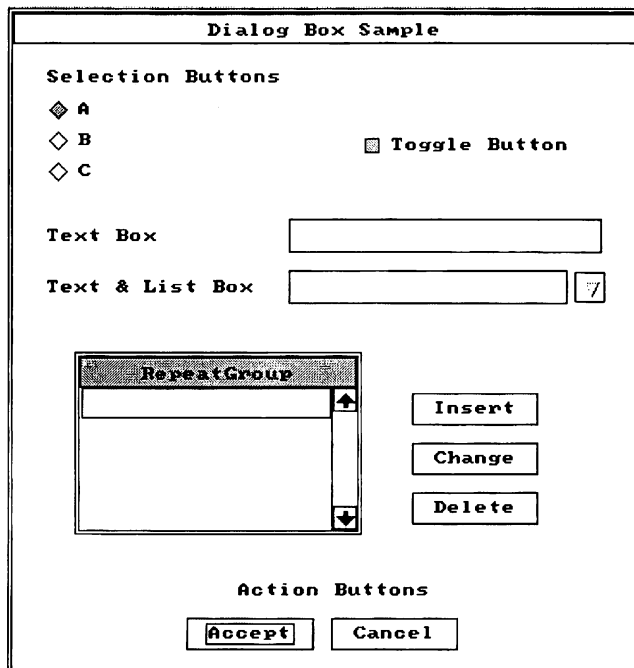 Dialog Box Sample
Selection Buttons
A
B
Toggle Button
C
Text Box
Text & List Box
RepeatGroup
Insert
Change
Delete
Action Buttons
Accept
Cancel